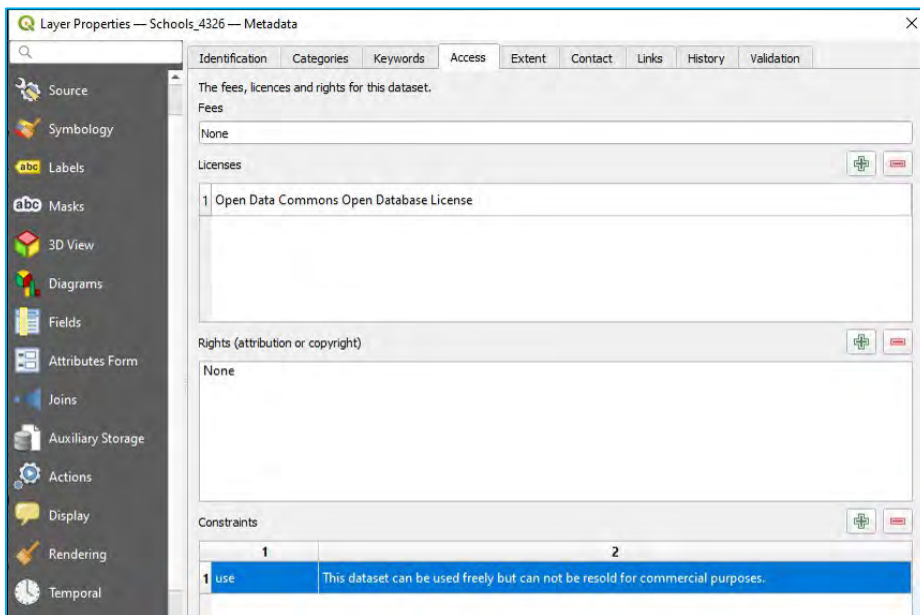 Layer Properties — Schools_4326 — Metadata
Identification Categories Keywords Access Extent Contact Links History Validation
The fees, licences and rights for this dataset.
Fees
None
Licenses
1 Open Data Commons Open Database License
Rights (attribution or copyright)
None
Constraints
1 2
1 use This dataset can be used freely but can not be resold for commercial purposes.
Source
Symbology
abc Labels
abc Masks
3D View
Diagrams
Fields
Attributes Form
Joins
Auxiliary Storage
Actions
Display
Rendering
Temporal